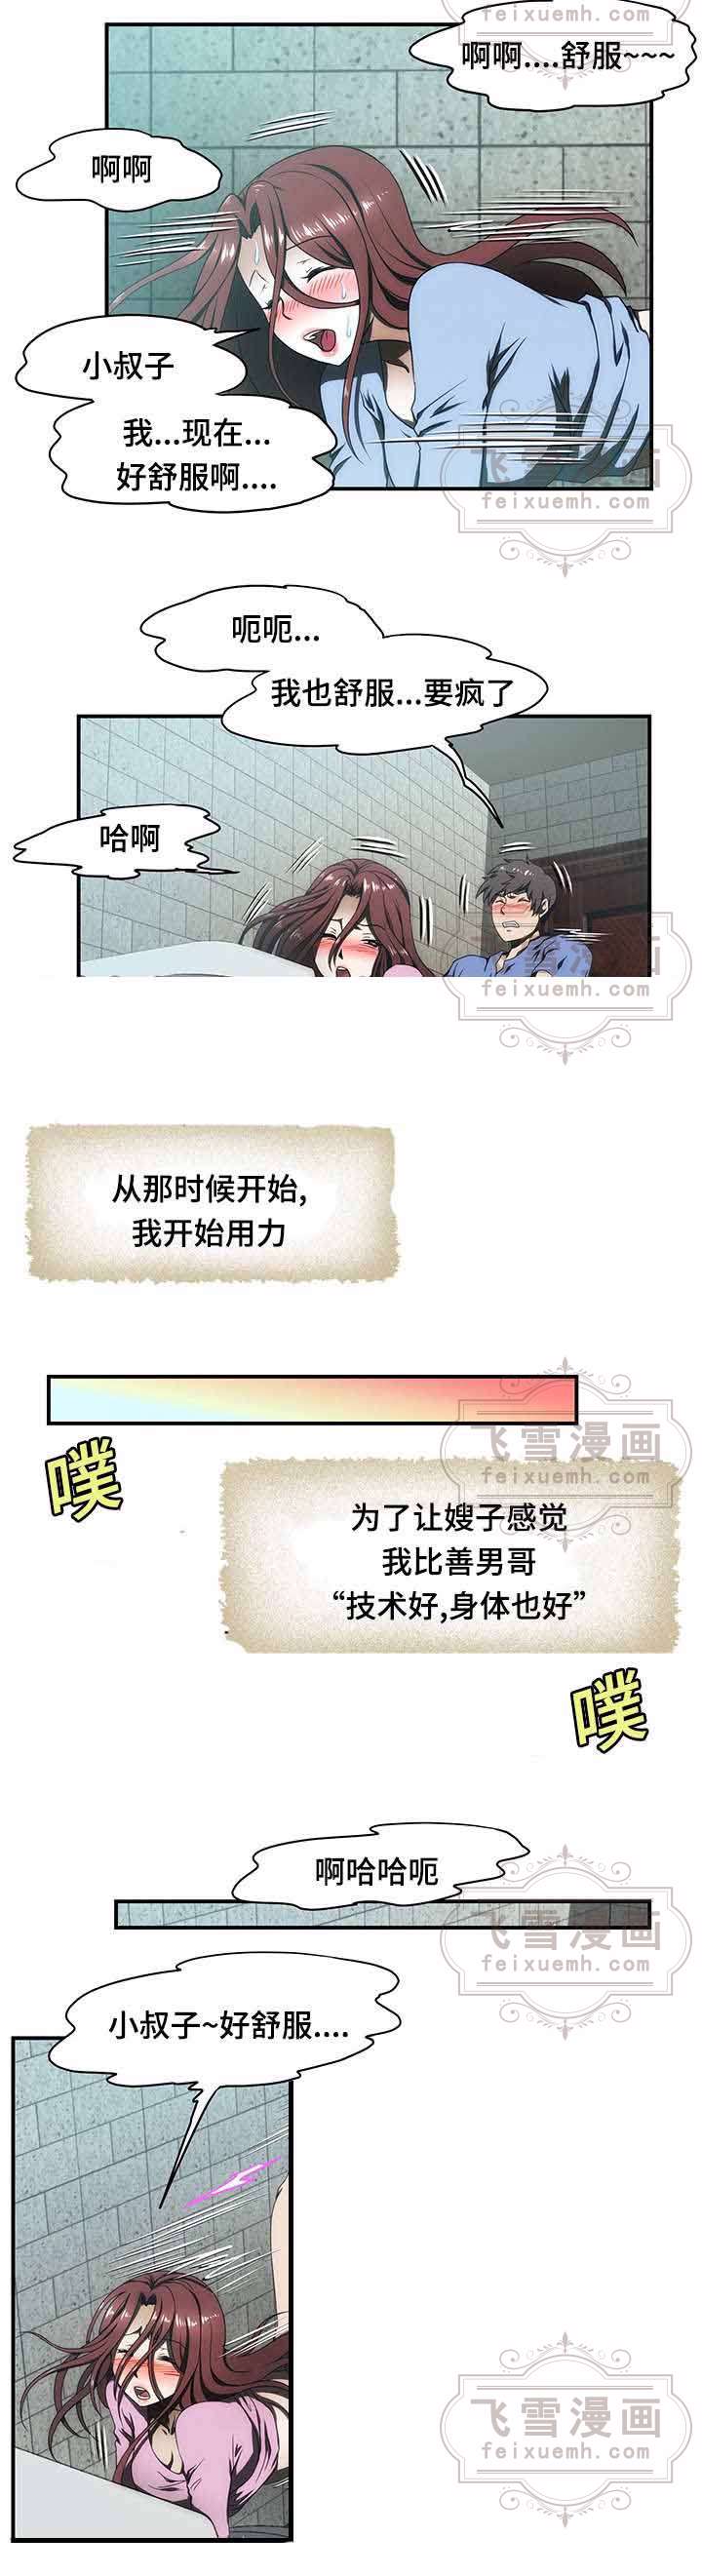 feixuemh.com
啊啊....舒服~~~
啊啊
小叔子
我...现在...
好舒服啊....
飞雪漫画
feixuemh.com
呃呃...
我也舒服...要疯了
哈啊
飞雪漫画
feixuemh.com
从那时候开始,
我开始用力
飞雪漫画
feixuemh.com
噗
为了让嫂子感觉
我比善男哥
“技术好,身体也好”
噗
啊哈哈呃
飞雪漫画
feixuemh.com
小叔子~好舒服....
飞雪漫画
feixuemh.com